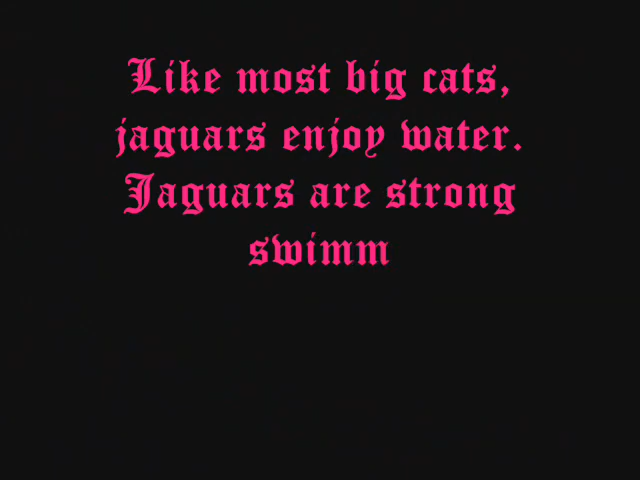 Like most big cats,
jaguars enjoy water.
Jaguars are strong
swimm